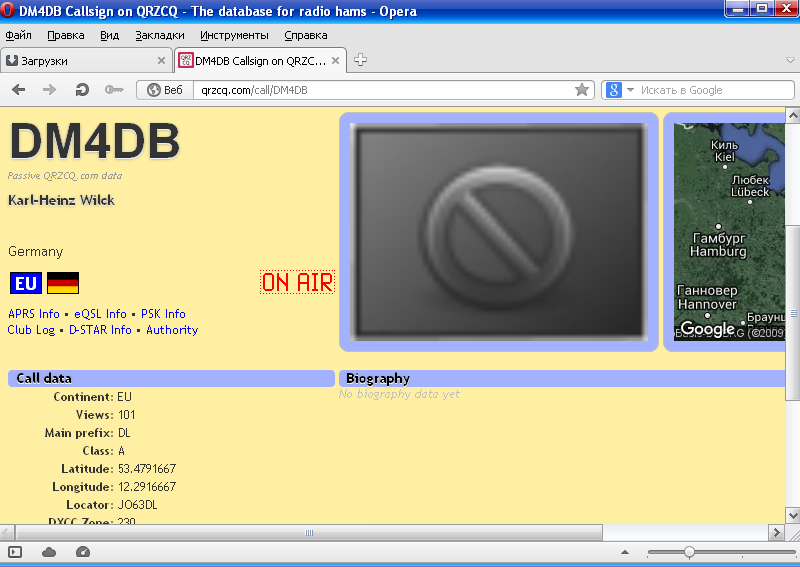 DM4DB Callsign on QRZCQ - The database for radio hams - Opera
Файл Правка Вид Закладки Инструменты Справка
Загрузки
QRZ CQ DM4DB Callsign on QRZC...
Веб qrzcq.com/call/DM4DB
8 Искать в Google
DM4DB
Passive QRZCQ.com data
Karl-Heinz Wilck
Germany
EU
ON AIR
APRS Info • eQSL Info • PSK Info
Club Log • D-STAR Info • Authority
Киль
Kiel
Любек
Lübeck
Гамбург
Hamburg
Ганновер
Hannover
Google
©2009
Call data
Continent: EU
Views: 101
Main prefix: DL
Class: A
Latitude: 53.4791667
Longitude: 12.2916667
Locator: JO63DL
DXCC Zone: 230
Biography
No biography data yet